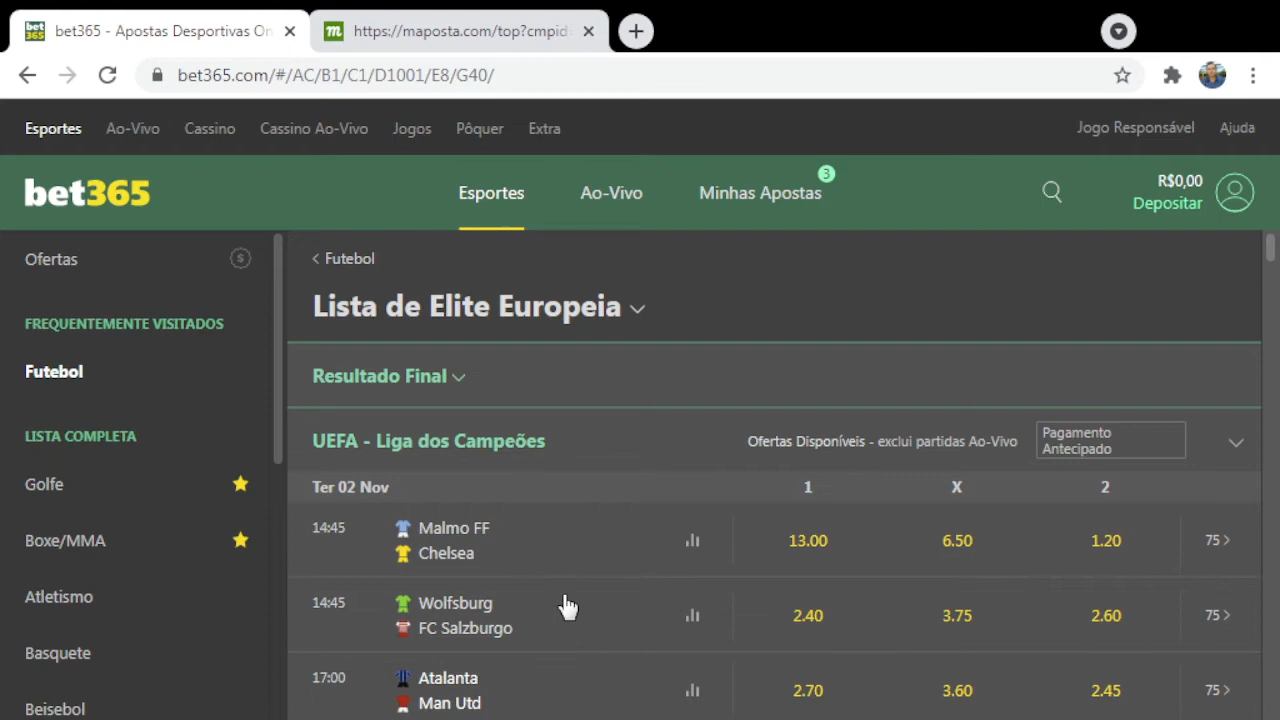 bet365 - Apostas Desportivas On
https://maposta.com/top?cmpid=
bet365.com/#/AC/B1/C1/D1001/E8/G40/
Esportes Ao-Vivo Cassino Cassino Ao-Vivo Jogos Pôquer Extra Jogo Responsável Ajuda
bet365 Esportes Ao-Vivo Minhas Apostas 3 R$0,00
Depositar
Ofertas
FREQUENTEMENTE VISITADOS
Futebol
LISTA COMPLETA
Golfe
Boxe/MMA
Atletismo
Basquete
Beisebol
Futebol
Lista de Elite Europeia
Resultado Final
UEFA - Liga dos Campeões Ofertas Disponíveis - exclui partidas Ao-Vivo Pagamento
Antecipado
Ter 02 Nov 1 X 2
14:45 Malmo FF
Chelsea
13.00 6.50 1.20 75
14:45 Wolfsburg
FC Salzburgo
2.40 3.75 2.60 75
17:00 Atalanta
Man Utd
2.70 3.60 2.45 75